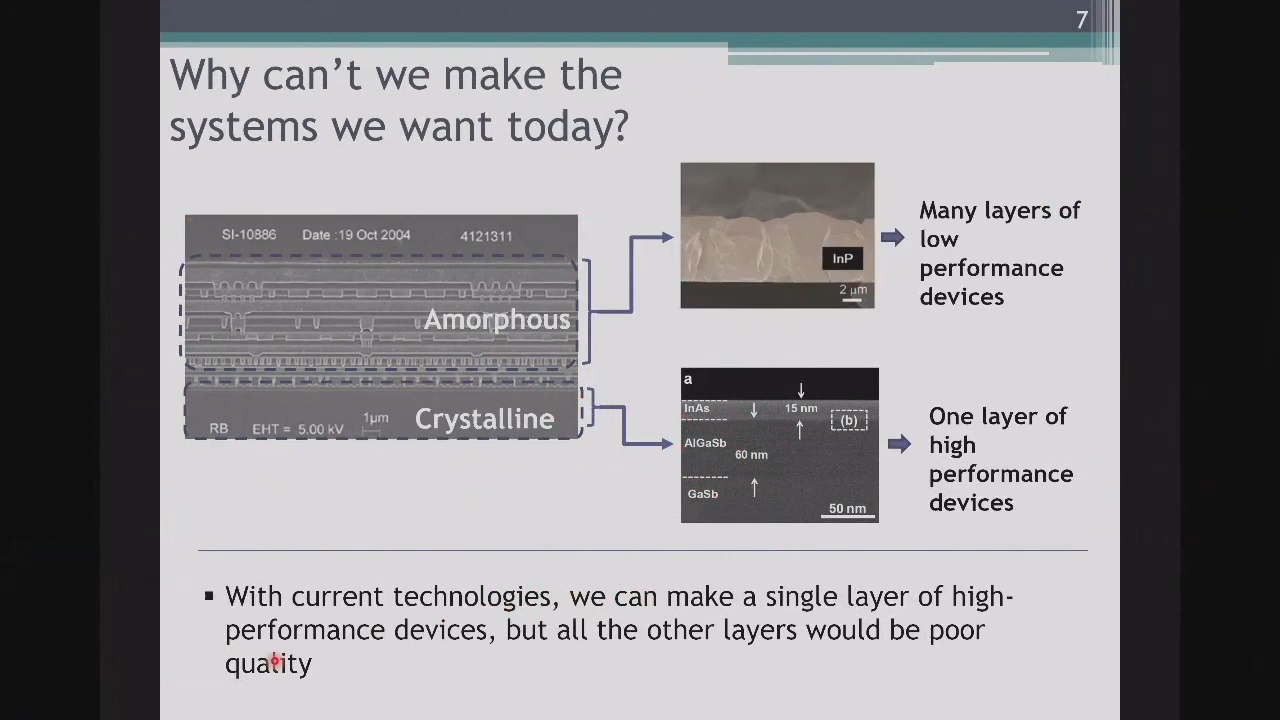 7
Why can't we make the
systems we want today?
SI-10886 Date :19 Oct 2004 4121311
Amorphous
Crystalline
1µm
RB EHT = 5.00 kV
InP
2 µm
Many layers of
low
performance
devices
a
InAs
15 nm
(b)
AlGaSb
60 nm
GaSb
50 nm
One layer of
high
performance
devices
▪ With current technologies, we can make a single layer of high-
performance devices, but all the other layers would be poor
quality